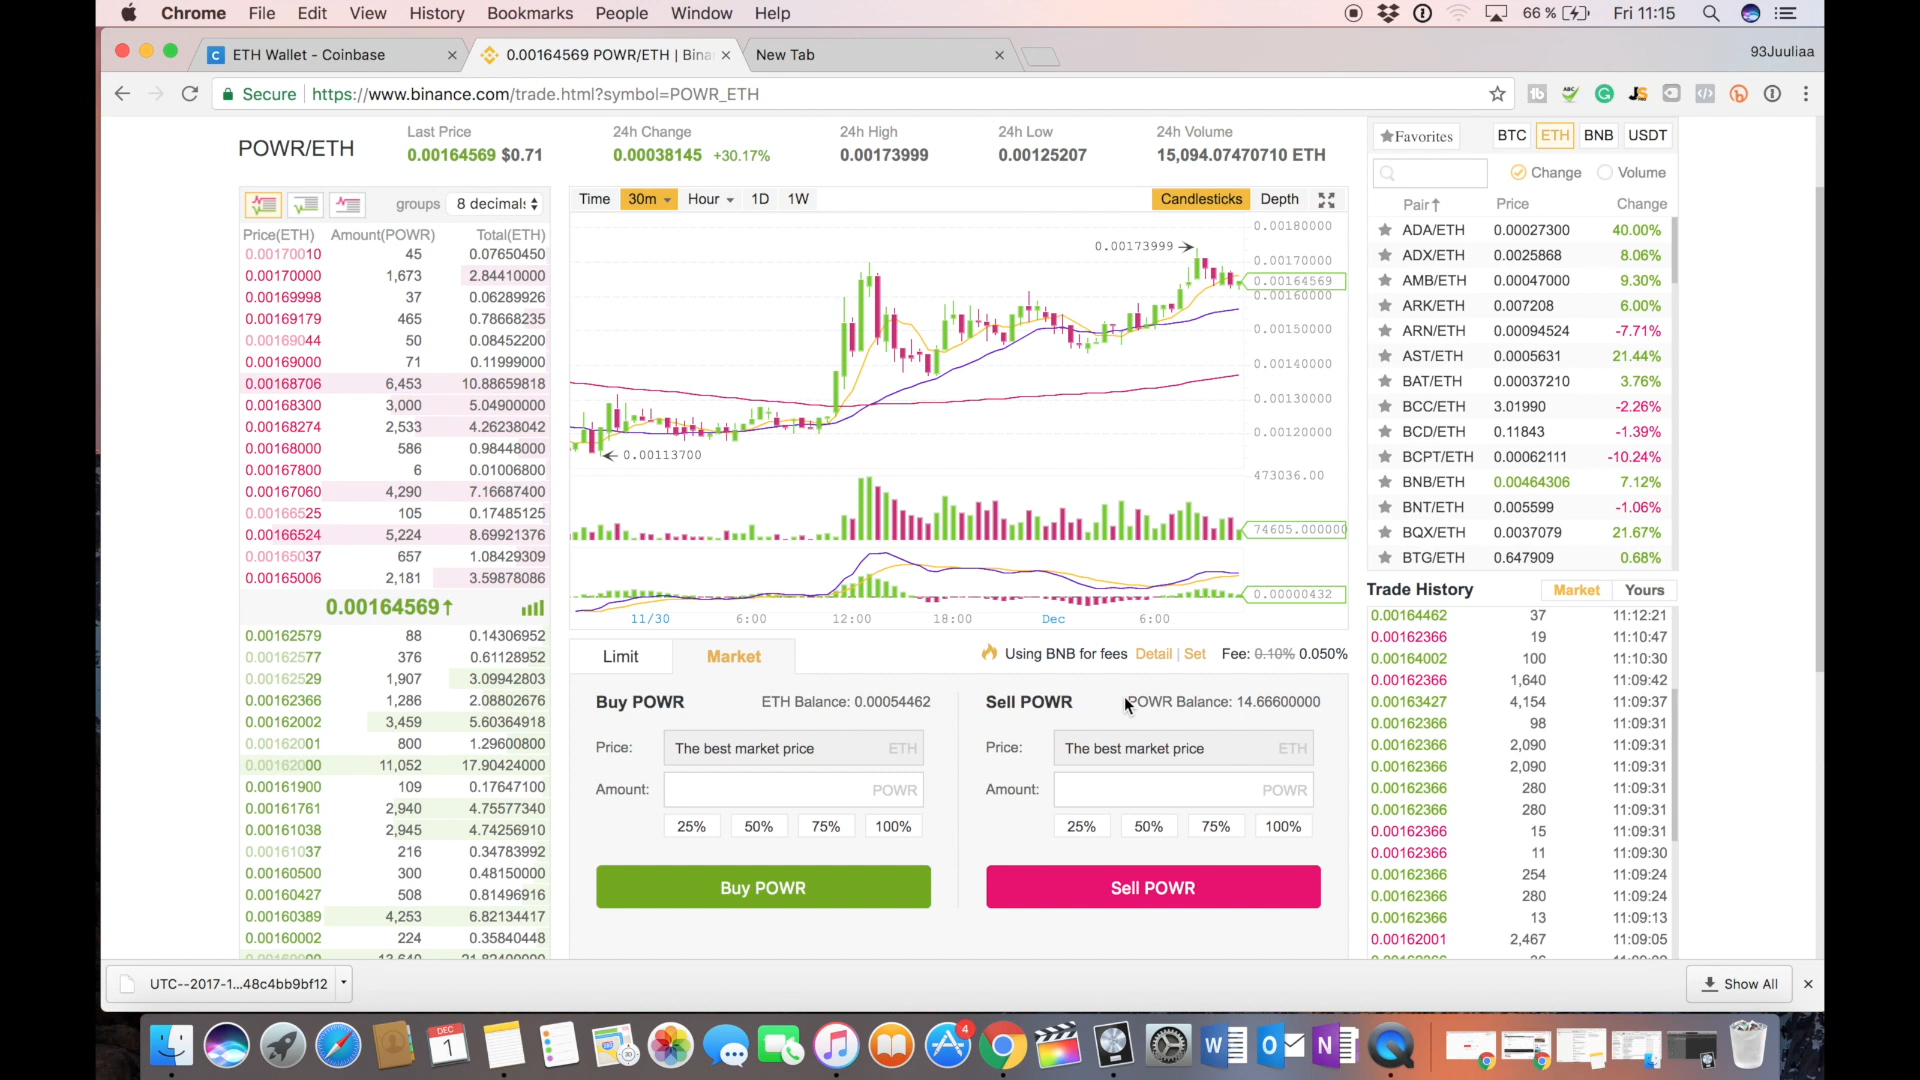 Chrome File Edit View History Bookmarks People Window Help 66 % Fri 11:15
ETH Wallet - Coinbase 0.00164569 POWR/ETH | Bina New Tab 93Juuliaa
Secure https://www.binance.com/trade.html?symbol=POWR_ETH
POWR/ETH
Last Price 24h Change 24h High 24h Low 24h Volume
0.00164569 $0.71 0.00038145 +30.17% 0.00173999 0.00125207 15,094.07470710 ETH
groups 8 decimals
Price(ETH) Amount(POWR) Total(ETH)
0.00170010 45 0.07650450
0.00170000 1,673 2.84410000
0.00169998 37 0.06289926
0.00169179 465 0.78668235
0.00169044 50 0.08452200
0.00169000 71 0.11999000
0.00168706 6,453 10.88659818
0.00168300 3,000 5.04900000
0.00168274 2,533 4.26238042
0.00168000 586 0.98448000
0.00167800 6 0.01006800
0.00167060 4,290 7.16687400
0.00166525 105 0.17485125
0.00166524 5,224 8.69921376
0.00165037 657 1.08429309
0.00165006 2,181 3.59878086
0.00164569↑
0.00162579 88 0.14306952
0.00162577 376 0.61128952
0.00162529 1,907 3.09942803
0.00162366 1,286 2.08802676
0.00162002 3,459 5.60364918
0.00162001 800 1.29600800
0.00162000 11,052 17.90424000
0.00161900 109 0.17647100
0.00161761 2,940 4.75577340
0.00161038 2,945 4.74256910
0.00161037 216 0.34783992
0.00160500 300 0.48150000
0.00160427 508 0.81496916
0.00160389 4,253 6.82134417
0.00160002 224 0.35840448
Time 30m Hour 1D 1W Candlesticks Depth
0.00180000
0.00173999
0.00170000
0.00164569
0.00160000
0.00150000
0.00140000
0.00130000
0.00120000
0.00113700
473036.00
74605.000000
0.00000432
11/30 6:00 12:00 18:00 Dec 6:00
Limit Market Using BNB for fees Detail | Set Fee: 0.10% 0.050%
Buy POWR ETH Balance: 0.00054462
Price: The best market price ETH
Amount: POWR
25% 50% 75% 100%
Buy POWR
Sell POWR POWR Balance: 14.66600000
Price: The best market price ETH
Amount: POWR
25% 50% 75% 100%
Sell POWR
Favorites BTC ETH BNB USDT
Change Volume
Pair↑ Price Change
ADA/ETH 0.00027300 40.00%
ADX/ETH 0.0025868 8.06%
AMB/ETH 0.00047000 9.30%
ARK/ETH 0.007208 6.00%
ARN/ETH 0.00094524 -7.71%
AST/ETH 0.0005631 21.44%
BAT/ETH 0.00037210 3.76%
BCC/ETH 3.01990 -2.26%
BCD/ETH 0.11843 -1.39%
BCPT/ETH 0.00062111 -10.24%
BNB/ETH 0.00464306 7.12%
BNT/ETH 0.005599 -1.06%
BQX/ETH 0.0037079 21.67%
BTG/ETH 0.647909 0.68%
Trade History Market Yours
0.00164462 37 11:12:21
0.00162366 19 11:10:47
0.00164002 100 11:10:30
0.00162366 1,640 11:09:42
0.00163427 4,154 11:09:37
0.00162366 98 11:09:31
0.00162366 2,090 11:09:31
0.00162366 2,090 11:09:31
0.00162366 280 11:09:31
0.00162366 280 11:09:31
0.00162366 15 11:09:31
0.00162366 11 11:09:30
0.00162366 254 11:09:24
0.00162366 280 11:09:24
0.00162366 13 11:09:13
0.00162001 2,467 11:09:05
UTC--2017-1...48c4bb9bf12 Show All
DEC
1
4